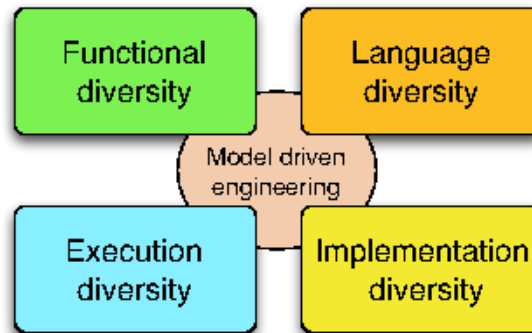 Functional
diversity
Language
diversity
Model driven
engineering
Execution
diversity
Implementation
diversity